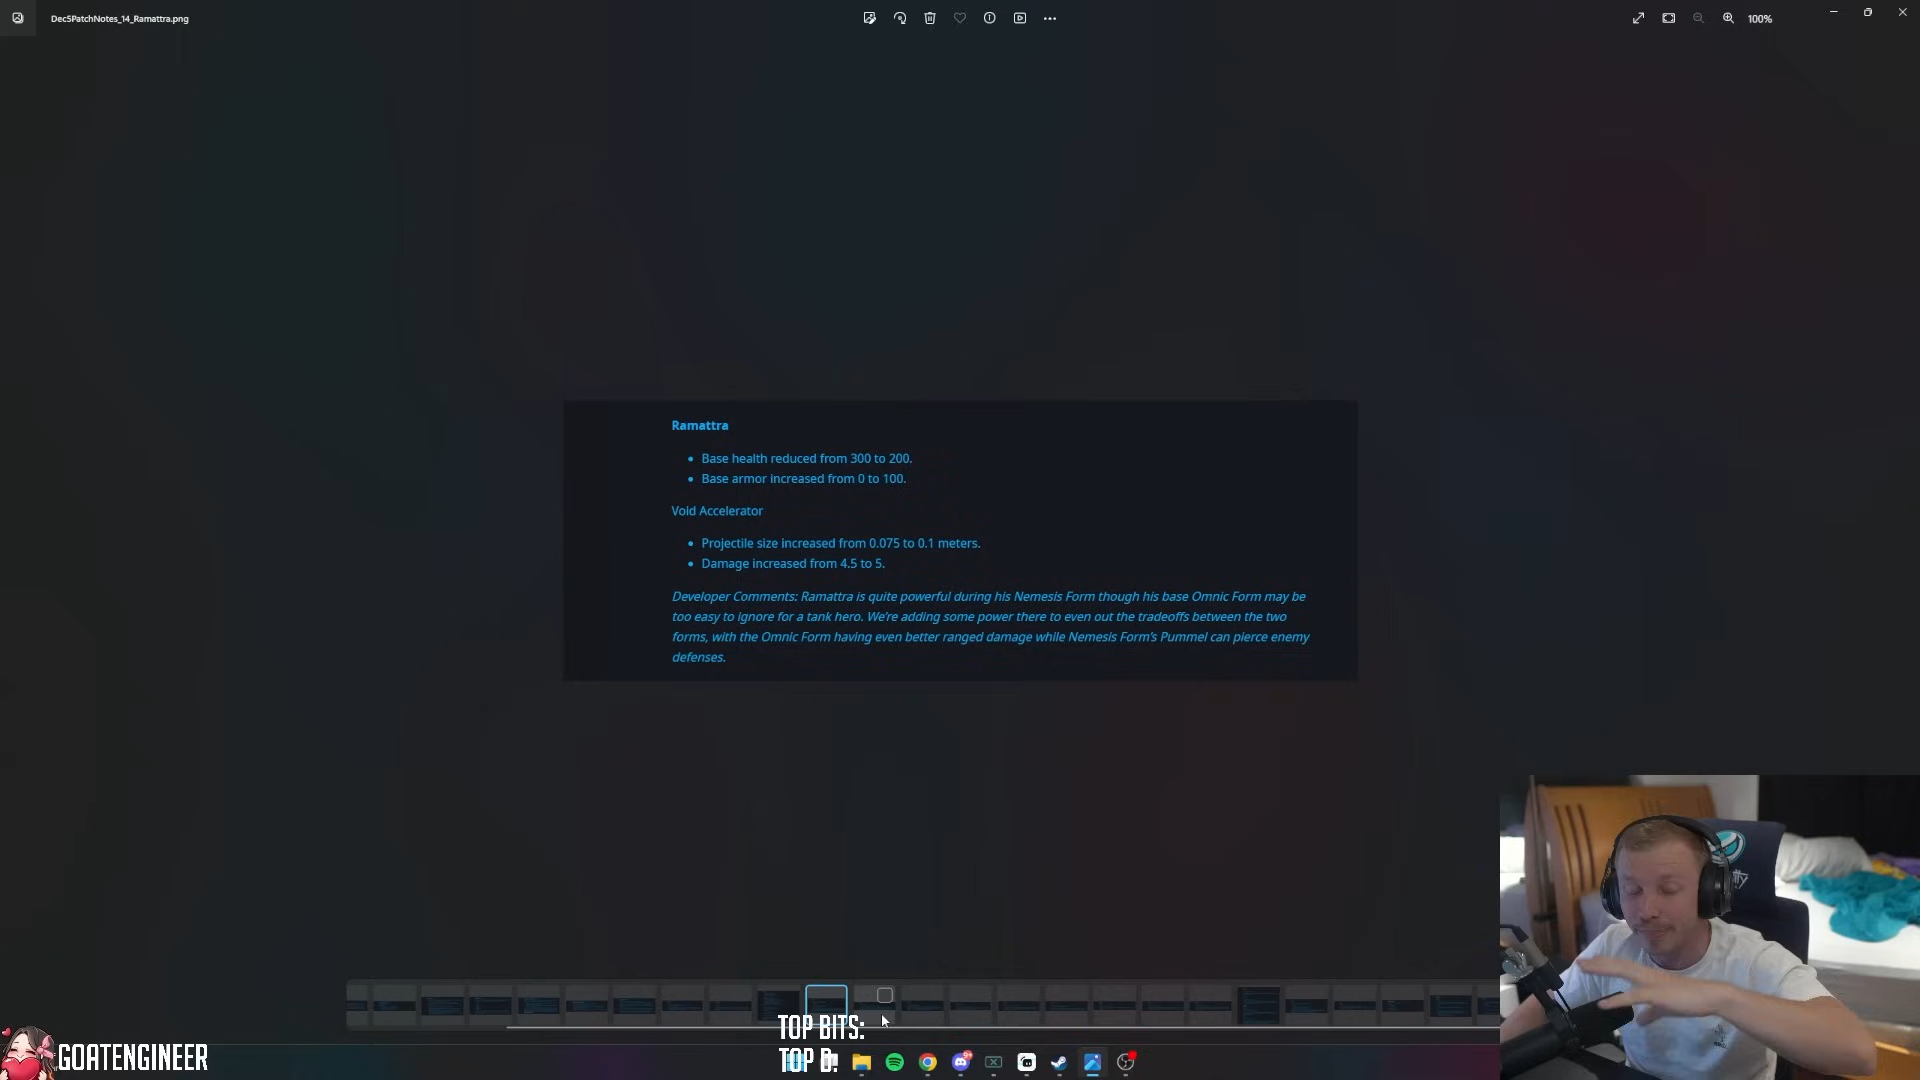 DecSPatchNotes_14_Ramattra.png
100%
Ramattra
Base health reduced from 300 to 200.
Base armor increased from 0 to 100.
Void Accelerator
Projectile size increased from 0.075 to 0.1 meters.
Damage increased from 4.5 to 5.
Developer Comments: Ramattra is quite powerful during his Nemesis Form though his base Omnic Form may be
too easy to ignore for a tank hero. We're adding some power there to even out the tradeoffs between the two
forms, with the Omnic Form having even better ranged damage while Nemesis Form's Pummel can pierce enemy
defenses.
TOP BITS:
TOP D:
GOATENGINEER